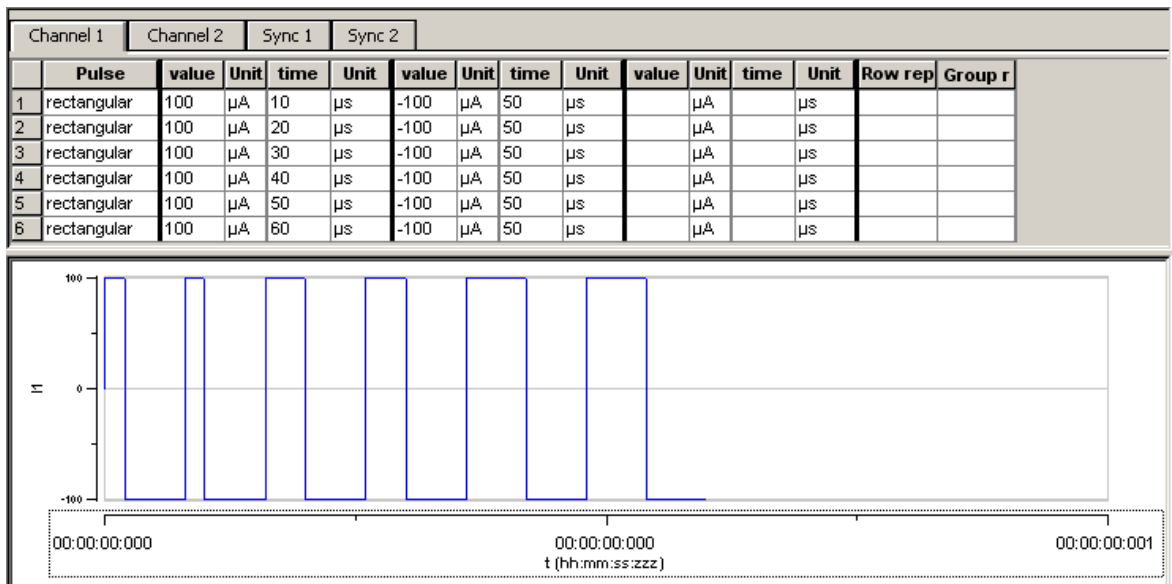 Channel 1 Channel 2 Sync 1 Sync 2
Pulse value Unit time Unit value Unit time Unit value Unit time Unit Row rep Group r
1 rectangular 100 µA 10 µs -100 µA 50 µs µA µs
2 rectangular 100 µA 20 µs -100 µA 50 µs µA µs
3 rectangular 100 µA 30 µs -100 µA 50 µs µA µs
4 rectangular 100 µA 40 µs -100 µA 50 µs µA µs
5 rectangular 100 µA 50 µs -100 µA 50 µs µA µs
6 rectangular 100 µA 60 µs -100 µA 50 µs µA µs
100
0
-100
00:00:00:000 00:00:00:000 00:00:00:001
t (hh:mm:ss:zzz)